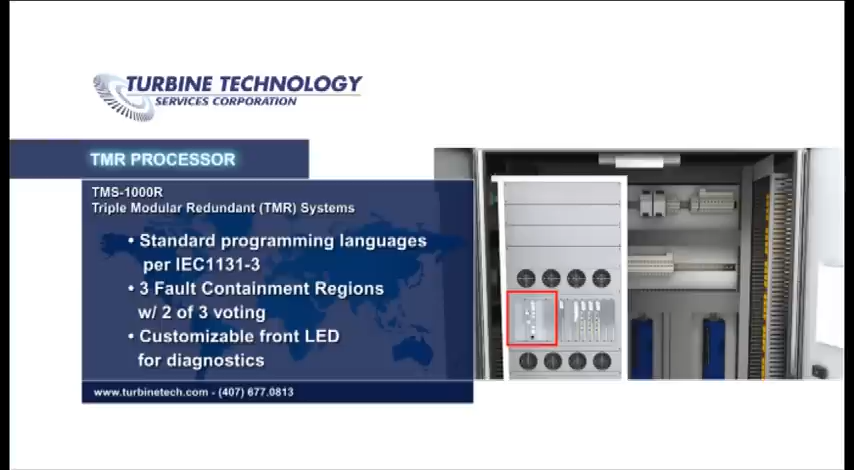 TURBINE TECHNOLOGY
SERVICES CORPORATION
TMR PROCESSOR
TMS-1000R
Triple Modular Redundant (TMR) Systems
• Standard programming languages
per IEC1131-3
• 3 Fault Containment Regions
w/ 2 of 3 voting
• Customizable front LED
for diagnostics
www.turbinetech.com - (407) 677.0813